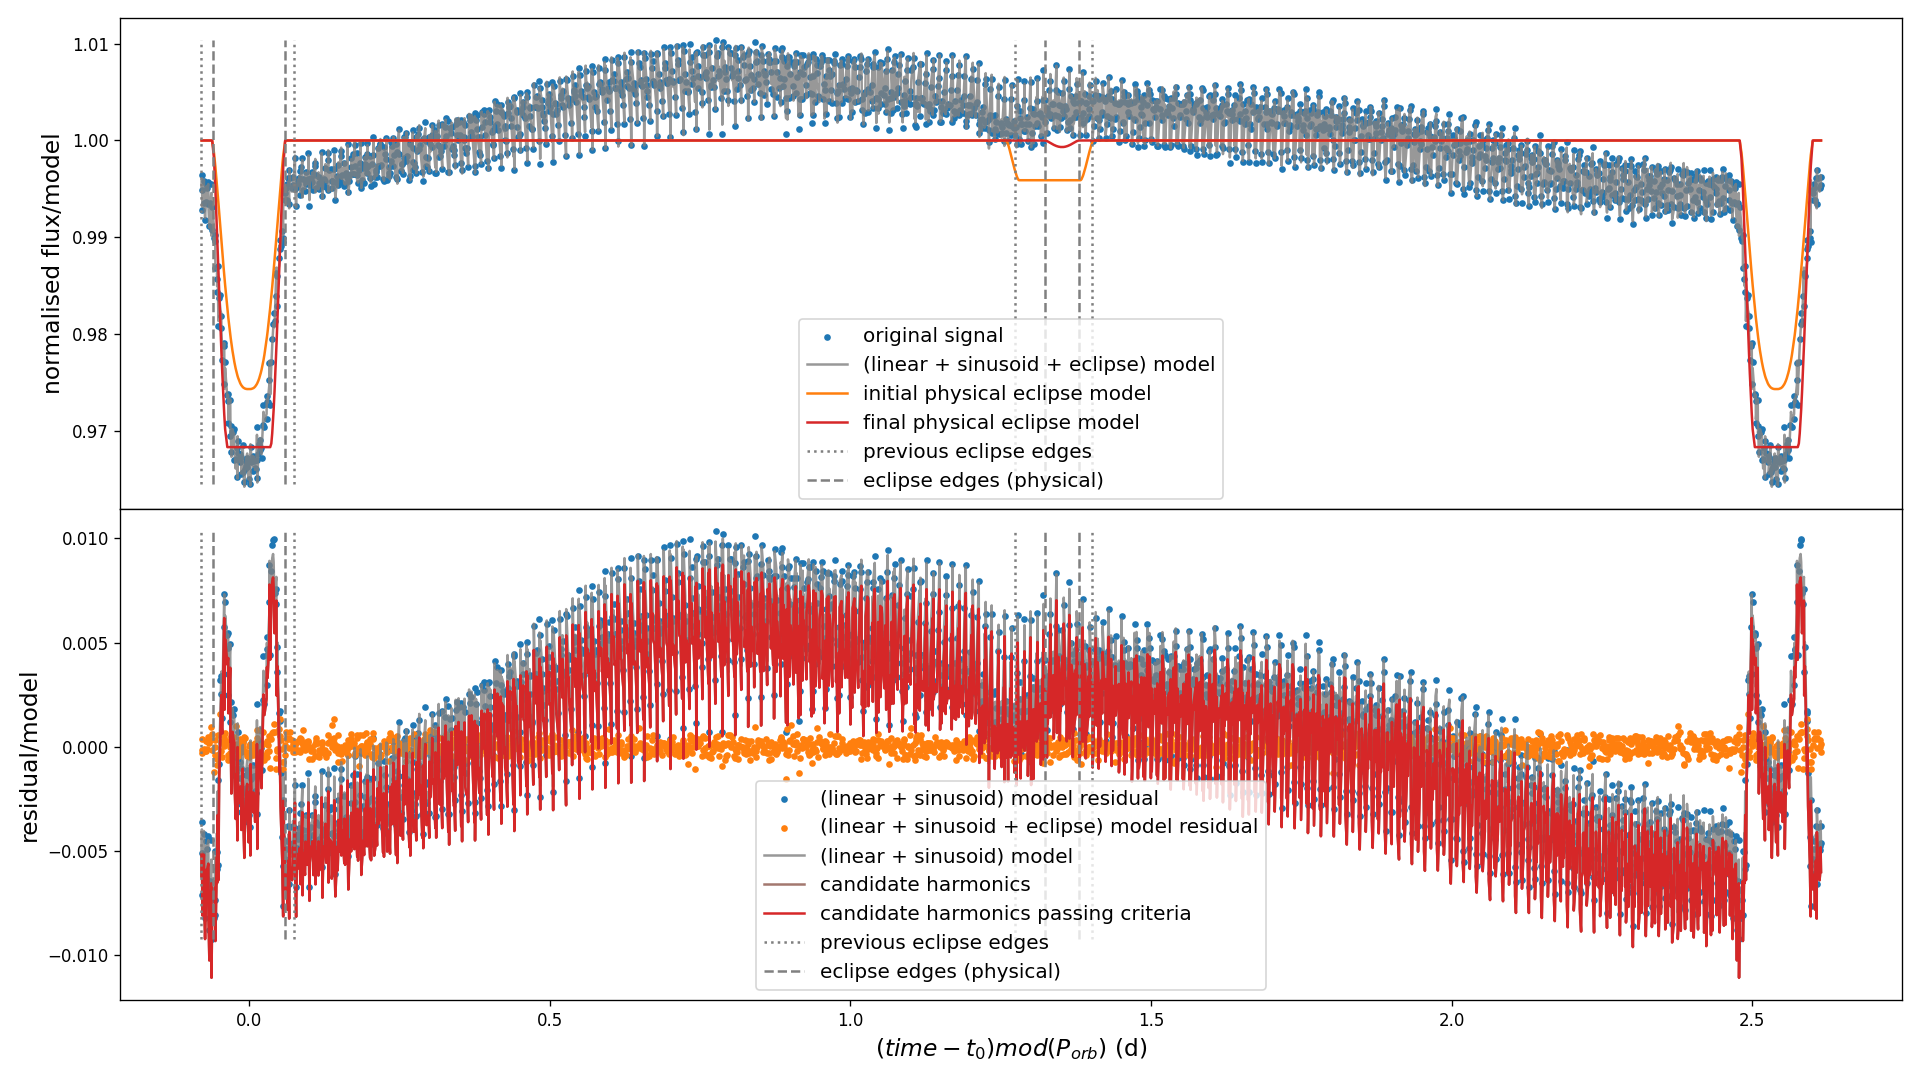 1.01
1.00
0.99
0.98
0.97
normalised flux/model
original signal
(linear + sinusoid + eclipse) model
initial physical eclipse model
final physical eclipse model
previous eclipse edges
eclipse edges (physical)
0.010
0.005
0.000
−0.005
−0.010
residual/model
(linear + sinusoid) model residual
(linear + sinusoid + eclipse) model residual
(linear + sinusoid) model
candidate harmonics
candidate harmonics passing criteria
previous eclipse edges
eclipse edges (physical)
0.0 0.5 1.0 1.5 2.0 2.5
(time − t₀)mod(P_orb) (d)